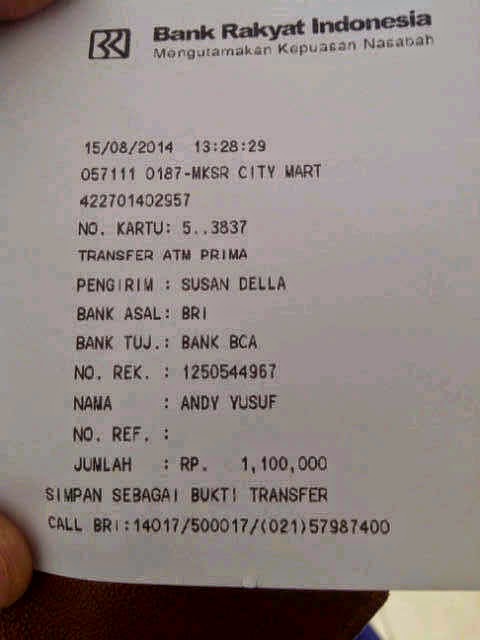 BRI Bank Rakyat Indonesia
Mengutamakan Kepuasan Nasabah
15/08/2014 13:28:29
057111 0187-MKSR CITY MART
422701402957
NO. KARTU: 5..3837
TRANSFER ATM PRIMA
PENGIRIM : SUSAN DELLA
BANK ASAL: BRI
BANK TUJ.: BANK BCA
NO. REK. : 1250544967
NAMA : ANDY YUSUF
NO. REF. :
JUMLAH : RP. 1,100,000
SIMPAN SEBAGAI BUKTI TRANSFER
CALL BRI:14017/500017/(021)57987400